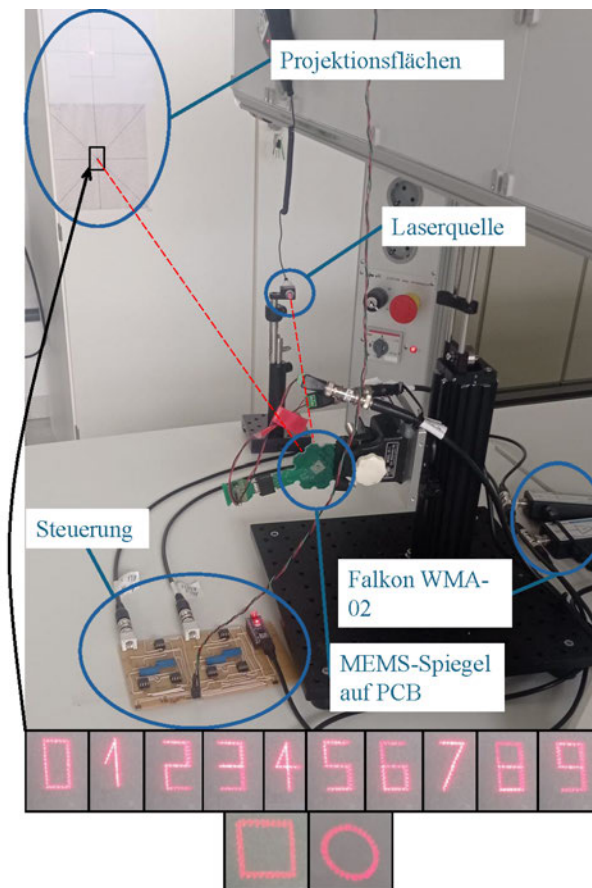 Projektionsflächen
Laserquelle
Steuerung
Falkon WMA-
02
MEMS-Spiegel
auf PCB
0 1 2 3 4 5 6 7 8 9